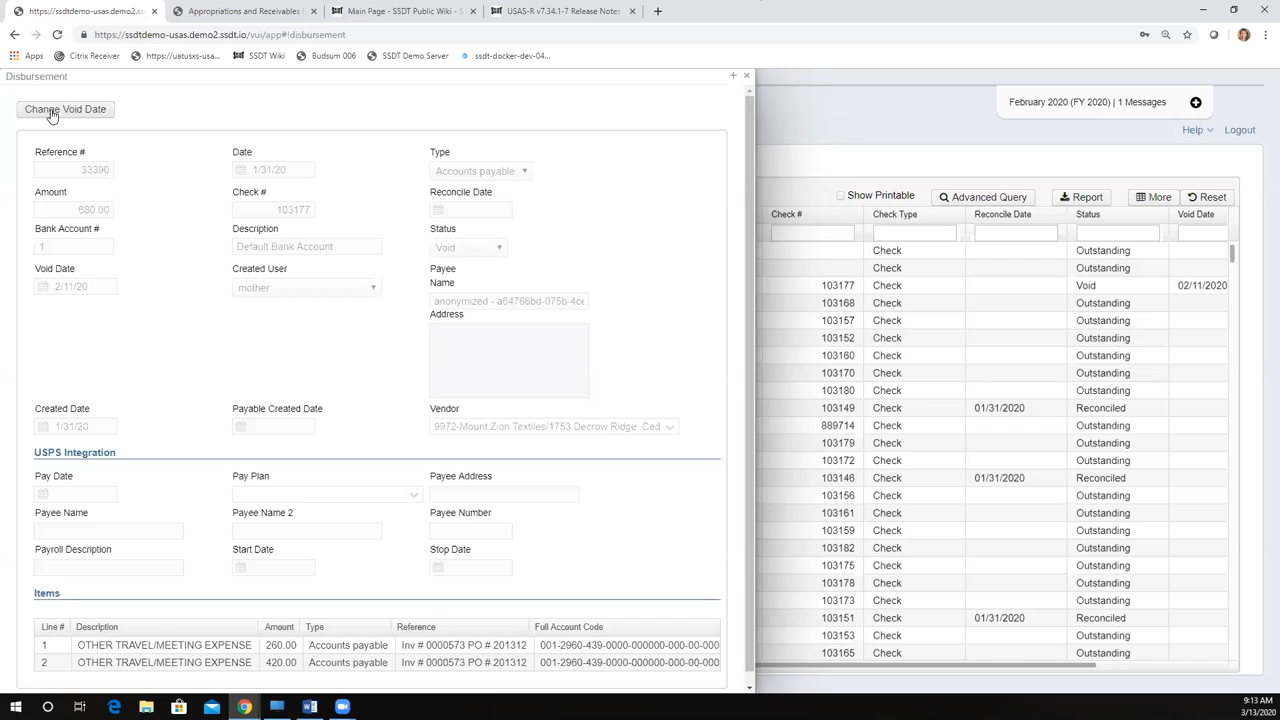 https://ssdtdemo-usas.demo2.ssdt
Appropriations and Receivables
Main Page - SSDT Public Wiki - S
USAS-R v7.34.1-7 Release Notes
https://ssdtdemo-usas.demo2.ssdt.io/vui/app#!disbursement
Apps Citrix Receiver https://uatusxs-usa... SSDT Wiki Budsum 006 SSDT Demo Server ssdt-docker-dev-04...
Disbursement
Change Void Date
February 2020 (FY 2020) | 1 Messages
Help Logout
Reference # Date Type
33390 1/31/20 Accounts payable
Amount Check # Reconcile Date
680.00 103177
Bank Account # Description Status
1 Default Bank Account Void
Void Date Created User Payee
2/11/20 mother
Name
anonymized - a64766bd-075b-4ce
Address
Created Date Payable Created Date Vendor
1/31/20 9972-Mount Zion Textiles/1753 Decrow Ridge Ced
USPS Integration
Pay Date Pay Plan Payee Address
Payee Name Payee Name 2 Payee Number
Payroll Description Start Date Stop Date
Items
Line # Description Amount Type Reference Full Account Code
1 OTHER TRAVEL/MEETING EXPENSE 260.00 Accounts payable Inv # 0000573 PO # 201312 001-2960-439-0000-000000-000-00-000
2 OTHER TRAVEL/MEETING EXPENSE 420.00 Accounts payable Inv # 0000573 PO # 201312 001-2960-439-0000-000000-000-00-000
Show Printable Advanced Query Report More Reset
Check # Check Type Reconcile Date Status Void Date
Check Outstanding
Check Outstanding
103177 Check Void 02/11/2020
103168 Check Outstanding
103157 Check Outstanding
103152 Check Outstanding
103160 Check Outstanding
103170 Check Outstanding
103180 Check Outstanding
103149 Check 01/31/2020 Reconciled
889714 Check Outstanding
103179 Check Outstanding
103172 Check Outstanding
103146 Check 01/31/2020 Reconciled
103156 Check Outstanding
103161 Check Outstanding
103159 Check Outstanding
103182 Check Outstanding
103175 Check Outstanding
103178 Check Outstanding
103173 Check Outstanding
103151 Check 01/31/2020 Reconciled
103153 Check Outstanding
103165 Check Outstanding
9:13 AM
3/13/2020